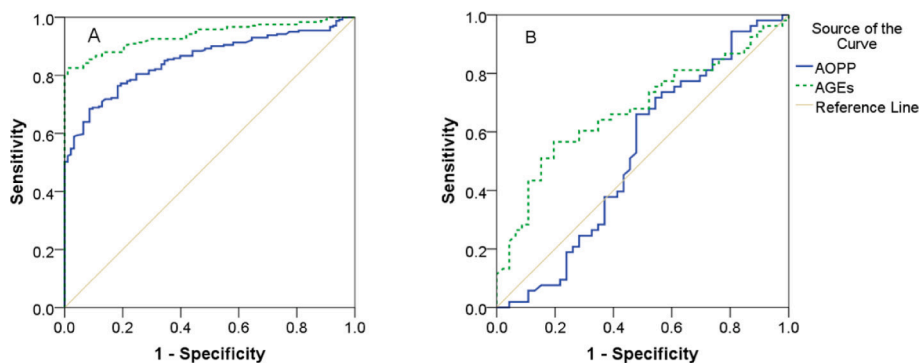 A
1.0
0.8
0.6
0.4
0.2
0.0
Sensitivity
0.0 0.2 0.4 0.6 0.8 1.0
1 - Specificity
B
1.0
0.8
0.6
0.4
0.2
0.0
Sensitivity
0.0 0.2 0.4 0.6 0.8 1.0
1 - Specificity
Source of the
Curve
AOPP
AGEs
Reference Line